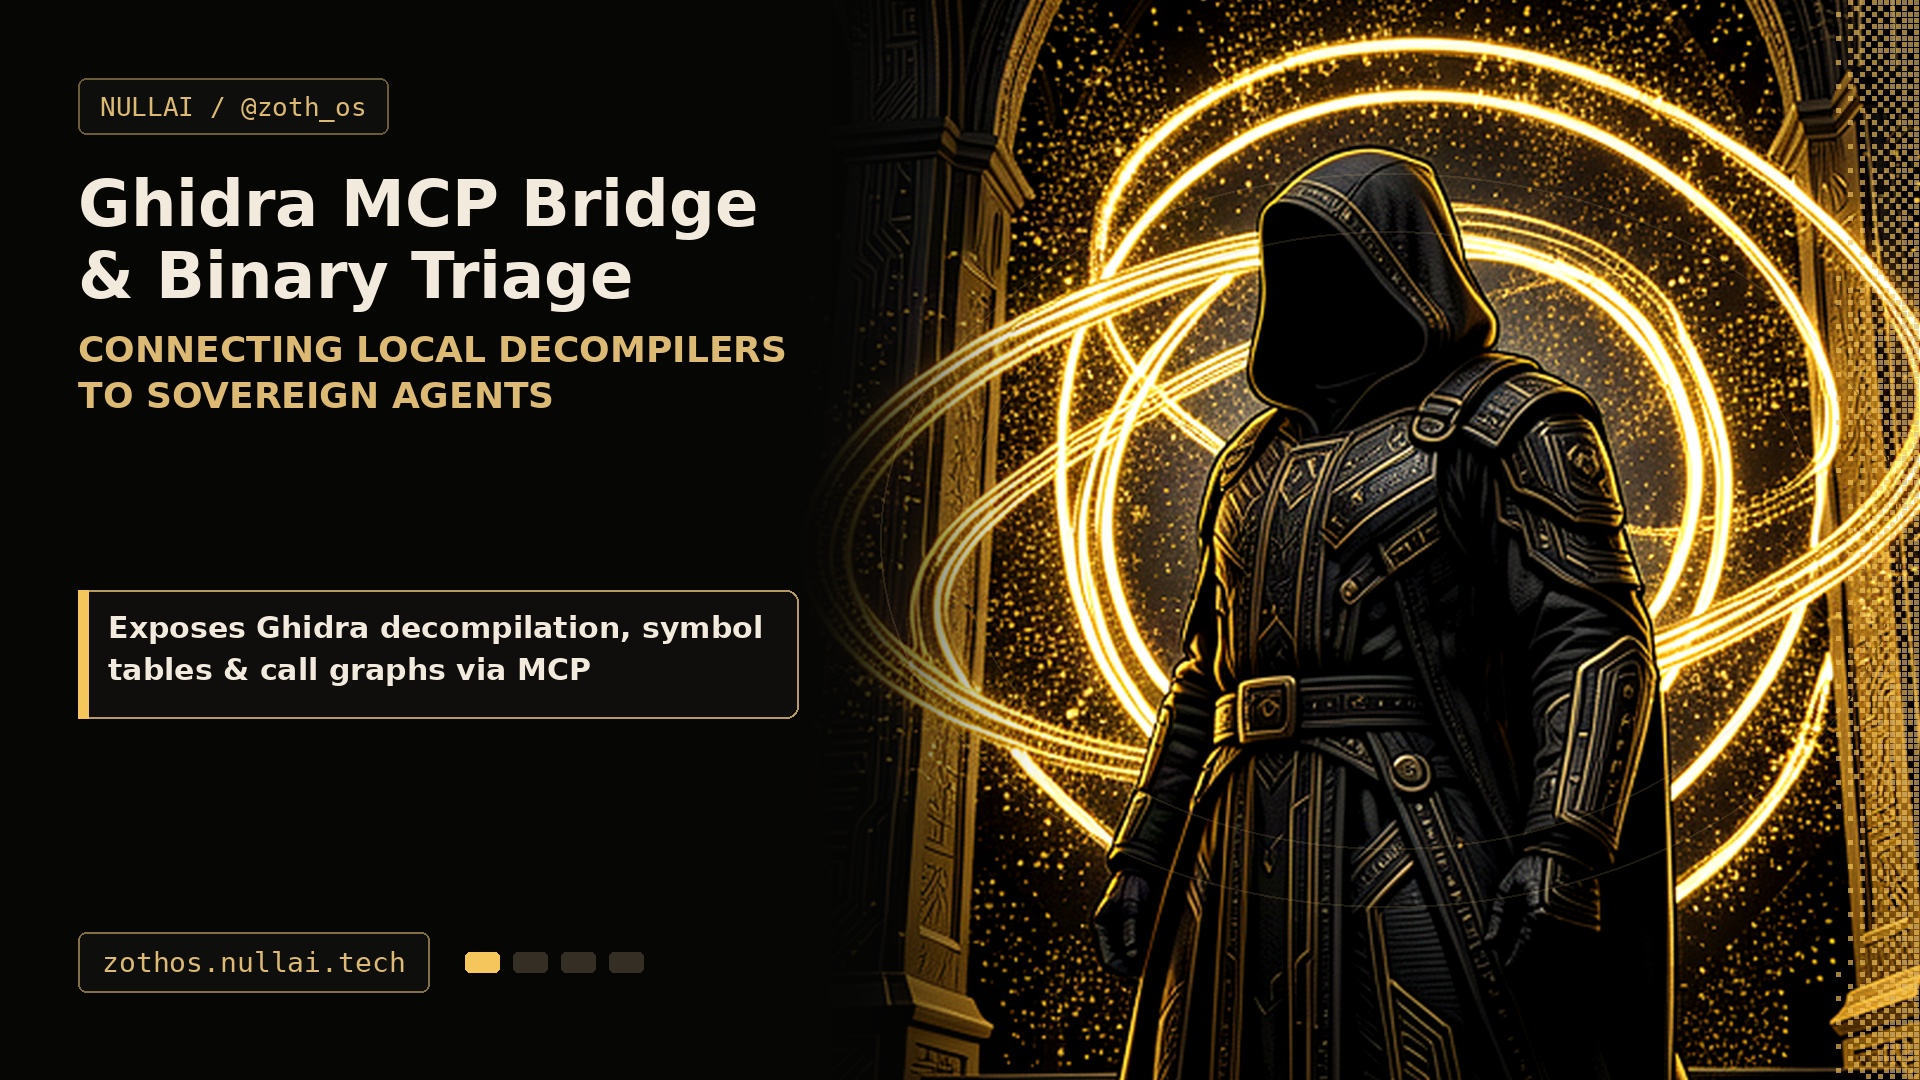 NULLAI / @zoth_os
Ghidra MCP Bridge
& Binary Triage
CONNECTING LOCAL DECOMPILERS
TO SOVEREIGN AGENTS
Exposes Ghidra decompilation, symbol
tables & call graphs via MCP
zothos.nullai.tech